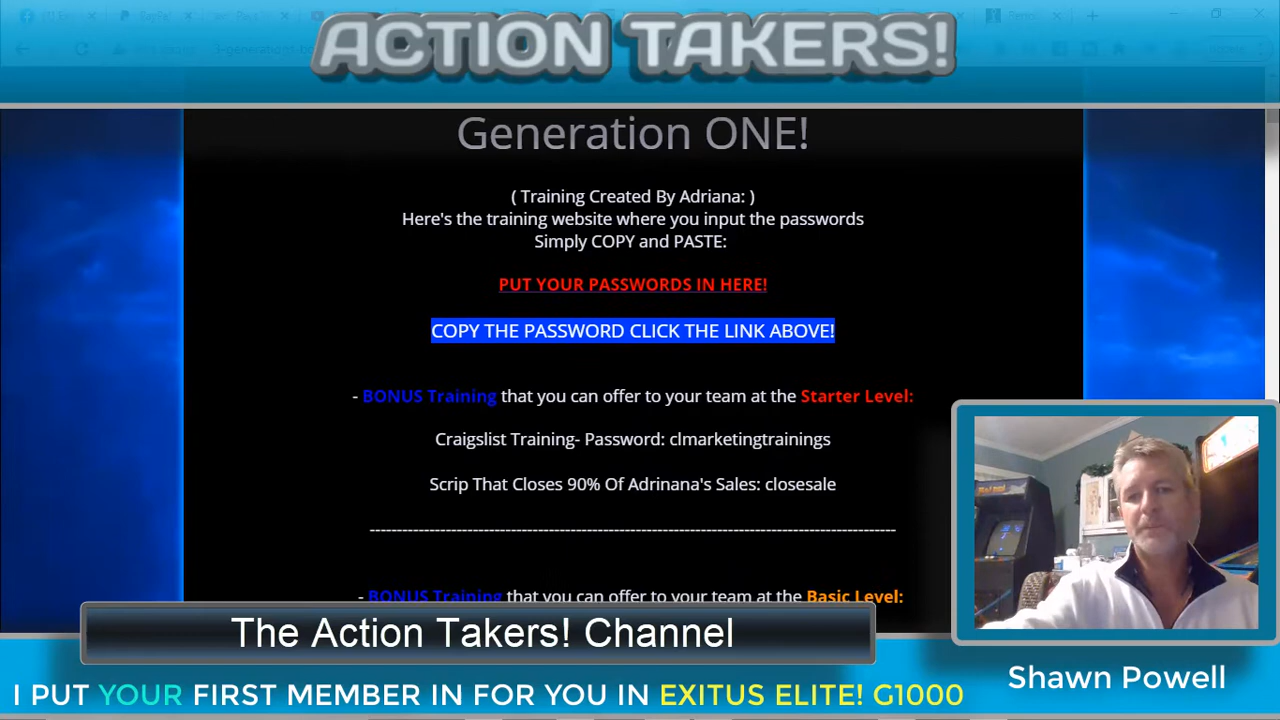 ACTION TAKERS!
Generation ONE!
( Training Created By Adriana: )
Here's the training website where you input the passwords
Simply COPY and PASTE:
PUT YOUR PASSWORDS IN HERE!
COPY THE PASSWORD CLICK THE LINK ABOVE!
- BONUS Training that you can offer to your team at the Starter Level:
Craigslist Training- Password: clmarketingtrainings
Scrip That Closes 90% Of Adrinana's Sales: closesale
--------------------------------------------------------------------------------
- BONUS Training that you can offer to your team at the Basic Level:
The Action Takers! Channel
Shawn Powell
I PUT YOUR FIRST MEMBER IN FOR YOU IN EXITUS ELITE! G1000